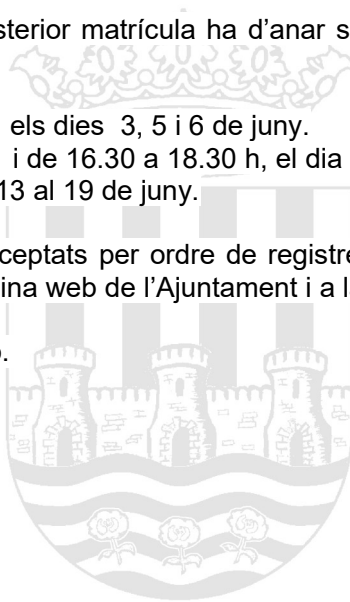 sterior matrícula ha d’anar s
els dies 3, 5 i 6 de juny.
i de 16.30 a 18.30 h, el dia
13 al 19 de juny.
ceptats per ordre de registre
ina web de l’Ajuntament i a l